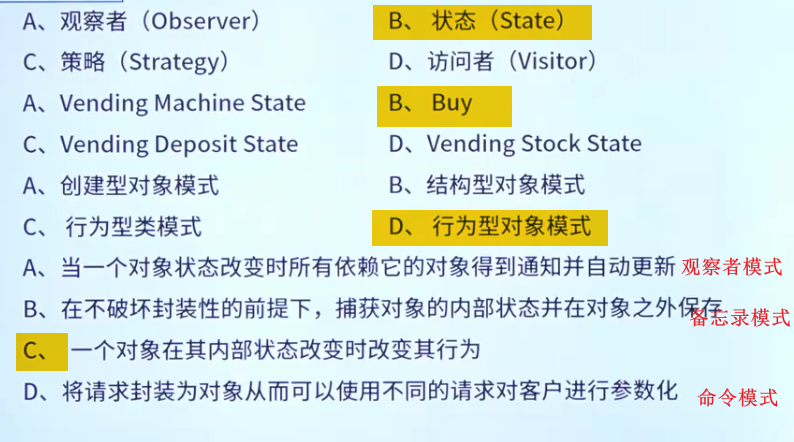 A、观察者（Observer） B、 状态（State）
C、策略（Strategy） D、访问者（Visitor）
A、Vending Machine State B、 Buy
C、Vending Deposit State D、Vending Stock State
A、创建型对象模式 B、结构型对象模式
C、 行为型类模式 D、 行为型对象模式
A、当一个对象状态改变时所有依赖它的对象得到通知并自动更新 观察者模式
B、在不破坏封装性的前提下，捕获对象的内部状态并在对象之外保存 备忘录模式
C、 一个对象在其内部状态改变时改变其行为
D、将请求封装为对象从而可以使用不同的请求对客户进行参数化 命令模式